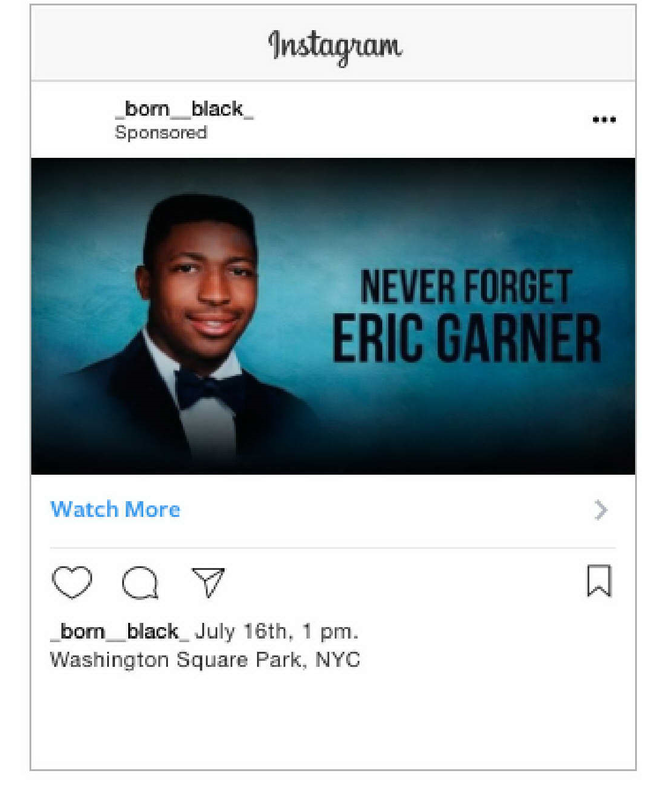 Instagram
_born__black_
Sponsored
NEVER FORGET
ERIC GARNER
Watch More
_born__black_ July 16th, 1 pm.
Washington Square Park, NYC